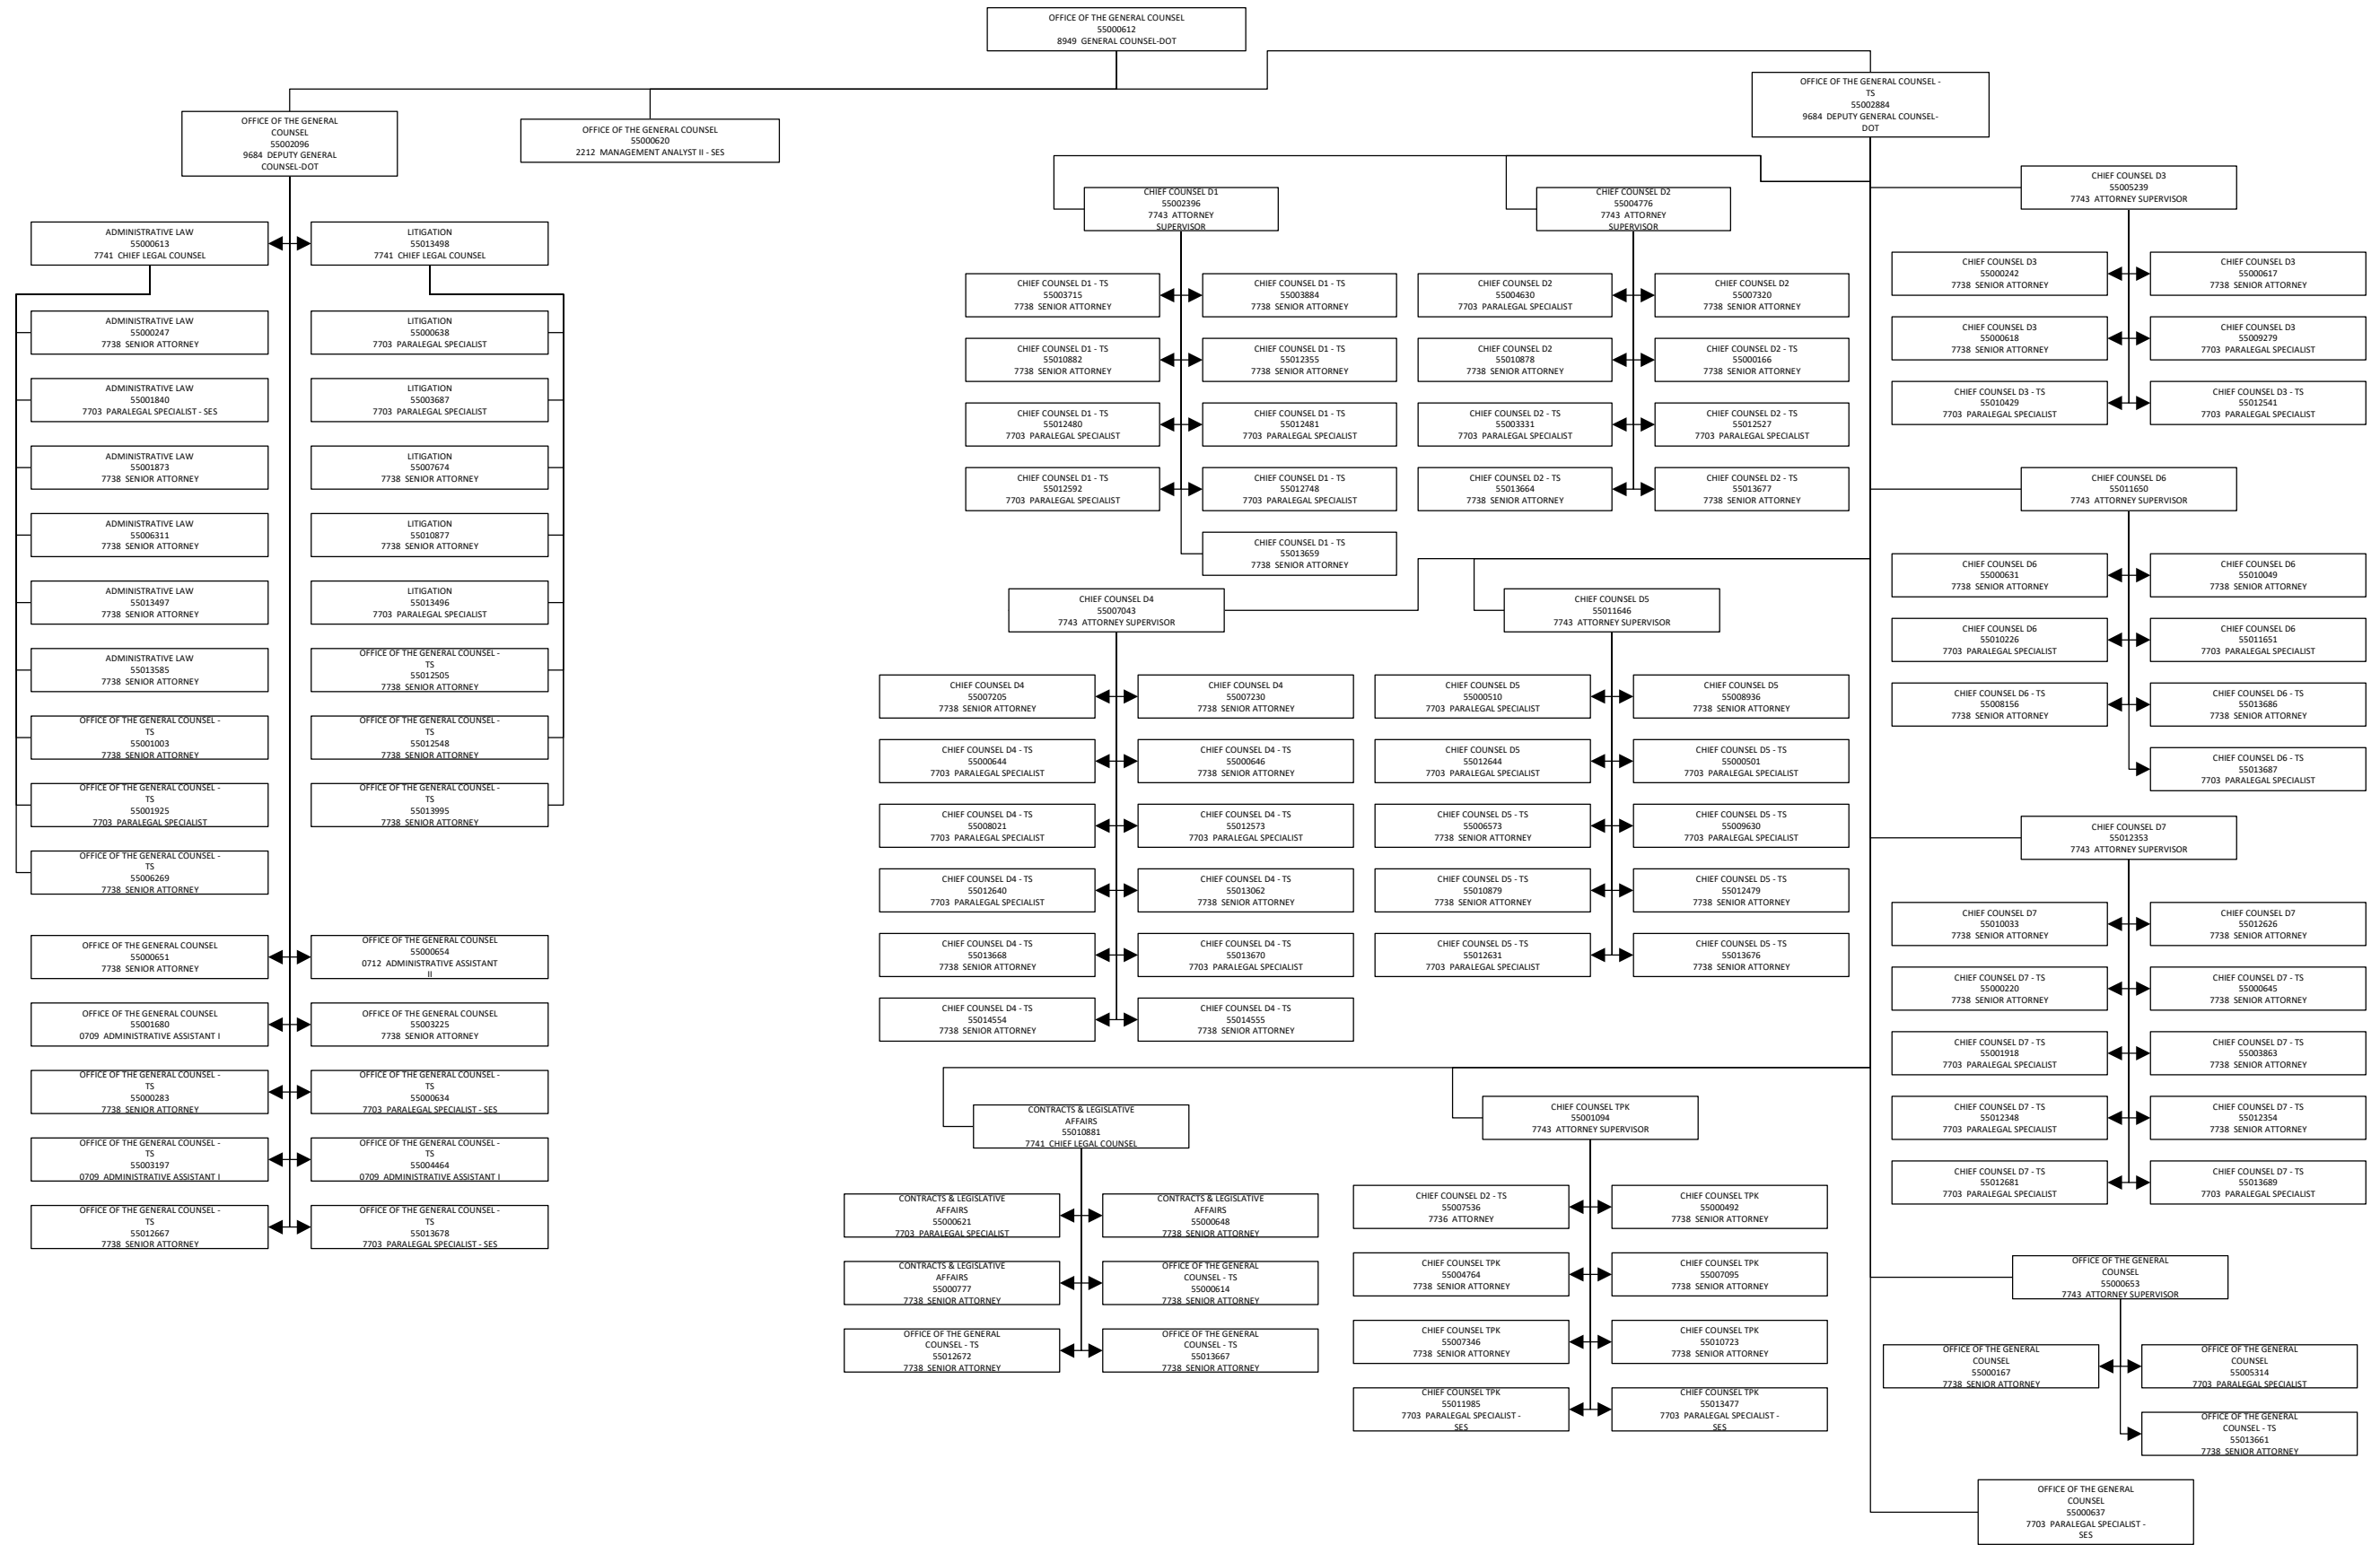 OFFICE OF THE GENERAL COUNSEL
55000612
8949 GENERAL COUNSEL-DOT
OFFICE OF THE GENERAL
COUNSEL
55002096
9684 DEPUTY GENERAL
COUNSEL-DOT
OFFICE OF THE GENERAL COUNSEL
55000620
2212 MANAGEMENT ANALYST II - SES
OFFICE OF THE GENERAL COUNSEL -
TS
55002884
9684 DEPUTY GENERAL COUNSEL-
DOT
ADMINISTRATIVE LAW
55000613
7741 CHIEF LEGAL COUNSEL
LITIGATION
55013498
7741 CHIEF LEGAL COUNSEL
ADMINISTRATIVE LAW
55000247
7738 SENIOR ATTORNEY
LITIGATION
55000638
7703 PARALEGAL SPECIALIST
ADMINISTRATIVE LAW
55001840
7703 PARALEGAL SPECIALIST - SES
LITIGATION
55003687
7703 PARALEGAL SPECIALIST
ADMINISTRATIVE LAW
55001873
7738 SENIOR ATTORNEY
LITIGATION
55007674
7738 SENIOR ATTORNEY
ADMINISTRATIVE LAW
55006311
7738 SENIOR ATTORNEY
LITIGATION
55010877
7738 SENIOR ATTORNEY
ADMINISTRATIVE LAW
55013497
7738 SENIOR ATTORNEY
LITIGATION
55013496
7703 PARALEGAL SPECIALIST
ADMINISTRATIVE LAW
55013585
7738 SENIOR ATTORNEY
OFFICE OF THE GENERAL COUNSEL -
TS
55012505
7738 SENIOR ATTORNEY
OFFICE OF THE GENERAL COUNSEL -
TS
55001003
7738 SENIOR ATTORNEY
OFFICE OF THE GENERAL COUNSEL -
TS
55012548
7738 SENIOR ATTORNEY
OFFICE OF THE GENERAL COUNSEL -
TS
55001925
7703 PARALEGAL SPECIALIST
OFFICE OF THE GENERAL COUNSEL -
TS
55013995
7738 SENIOR ATTORNEY
OFFICE OF THE GENERAL COUNSEL -
TS
55006269
7738 SENIOR ATTORNEY
OFFICE OF THE GENERAL COUNSEL
55000651
7738 SENIOR ATTORNEY
OFFICE OF THE GENERAL COUNSEL
55000654
0712 ADMINISTRATIVE ASSISTANT
II
OFFICE OF THE GENERAL COUNSEL
55001680
0709 ADMINISTRATIVE ASSISTANT I
OFFICE OF THE GENERAL COUNSEL
55003225
7738 SENIOR ATTORNEY
OFFICE OF THE GENERAL COUNSEL -
TS
55000283
7738 SENIOR ATTORNEY
OFFICE OF THE GENERAL COUNSEL -
TS
55000634
7703 PARALEGAL SPECIALIST - SES
OFFICE OF THE GENERAL COUNSEL -
TS
55003197
0709 ADMINISTRATIVE ASSISTANT I
OFFICE OF THE GENERAL COUNSEL -
TS
55004464
0709 ADMINISTRATIVE ASSISTANT I
OFFICE OF THE GENERAL COUNSEL -
TS
55012667
7738 SENIOR ATTORNEY
OFFICE OF THE GENERAL COUNSEL -
TS
55013678
7703 PARALEGAL SPECIALIST - SES
CHIEF COUNSEL D1
55002396
7743 ATTORNEY
SUPERVISOR
CHIEF COUNSEL D1 - TS
55003715
7738 SENIOR ATTORNEY
CHIEF COUNSEL D1 - TS
55003884
7738 SENIOR ATTORNEY
CHIEF COUNSEL D1 - TS
55010882
7738 SENIOR ATTORNEY
CHIEF COUNSEL D1 - TS
55012355
7738 SENIOR ATTORNEY
CHIEF COUNSEL D1 - TS
55012480
7703 PARALEGAL SPECIALIST
CHIEF COUNSEL D1 - TS
55012481
7703 PARALEGAL SPECIALIST
CHIEF COUNSEL D1 - TS
55012592
7703 PARALEGAL SPECIALIST
CHIEF COUNSEL D1 - TS
55012748
7703 PARALEGAL SPECIALIST
CHIEF COUNSEL D1 - TS
55013659
7738 SENIOR ATTORNEY
CHIEF COUNSEL D2
55004776
7743 ATTORNEY
SUPERVISOR
CHIEF COUNSEL D2
55004630
7703 PARALEGAL SPECIALIST
CHIEF COUNSEL D2
55007320
7738 SENIOR ATTORNEY
CHIEF COUNSEL D2
55010878
7738 SENIOR ATTORNEY
CHIEF COUNSEL D2 - TS
55000166
7738 SENIOR ATTORNEY
CHIEF COUNSEL D2 - TS
55003331
7703 PARALEGAL SPECIALIST
CHIEF COUNSEL D2 - TS
55012527
7703 PARALEGAL SPECIALIST
CHIEF COUNSEL D2 - TS
55013664
7738 SENIOR ATTORNEY
CHIEF COUNSEL D2 - TS
55013677
7738 SENIOR ATTORNEY
CHIEF COUNSEL D3
55005239
7743 ATTORNEY SUPERVISOR
CHIEF COUNSEL D3
55000242
7738 SENIOR ATTORNEY
CHIEF COUNSEL D3
55000617
7738 SENIOR ATTORNEY
CHIEF COUNSEL D3
55000618
7738 SENIOR ATTORNEY
CHIEF COUNSEL D3
55009279
7703 PARALEGAL SPECIALIST
CHIEF COUNSEL D3 - TS
55010429
7703 PARALEGAL SPECIALIST
CHIEF COUNSEL D3 - TS
55012541
7703 PARALEGAL SPECIALIST
CHIEF COUNSEL D4
55007043
7743 ATTORNEY SUPERVISOR
CHIEF COUNSEL D4
55007205
7738 SENIOR ATTORNEY
CHIEF COUNSEL D4
55007230
7738 SENIOR ATTORNEY
CHIEF COUNSEL D4 - TS
55000644
7703 PARALEGAL SPECIALIST
CHIEF COUNSEL D4 - TS
55000646
7738 SENIOR ATTORNEY
CHIEF COUNSEL D4 - TS
55008021
7703 PARALEGAL SPECIALIST
CHIEF COUNSEL D4 - TS
55012573
7703 PARALEGAL SPECIALIST
CHIEF COUNSEL D4 - TS
55012640
7703 PARALEGAL SPECIALIST
CHIEF COUNSEL D4 - TS
55013062
7738 SENIOR ATTORNEY
CHIEF COUNSEL D4 - TS
55013668
7738 SENIOR ATTORNEY
CHIEF COUNSEL D4 - TS
55013670
7703 PARALEGAL SPECIALIST
CHIEF COUNSEL D4 - TS
55014554
7738 SENIOR ATTORNEY
CHIEF COUNSEL D4 - TS
55014555
7738 SENIOR ATTORNEY
CHIEF COUNSEL D5
55011646
7743 ATTORNEY SUPERVISOR
CHIEF COUNSEL D5
55000510
7703 PARALEGAL SPECIALIST
CHIEF COUNSEL D5
55008936
7738 SENIOR ATTORNEY
CHIEF COUNSEL D5
55012644
7703 PARALEGAL SPECIALIST
CHIEF COUNSEL D5 - TS
55000501
7703 PARALEGAL SPECIALIST
CHIEF COUNSEL D5 - TS
55006573
7738 SENIOR ATTORNEY
CHIEF COUNSEL D5 - TS
55009630
7703 PARALEGAL SPECIALIST
CHIEF COUNSEL D5 - TS
55010879
7738 SENIOR ATTORNEY
CHIEF COUNSEL D5 - TS
55012479
7738 SENIOR ATTORNEY
CHIEF COUNSEL D5 - TS
55012631
7703 PARALEGAL SPECIALIST
CHIEF COUNSEL D5 - TS
55013676
7738 SENIOR ATTORNEY
CHIEF COUNSEL D6
55011650
7743 ATTORNEY SUPERVISOR
CHIEF COUNSEL D6
55000631
7738 SENIOR ATTORNEY
CHIEF COUNSEL D6
55010049
7738 SENIOR ATTORNEY
CHIEF COUNSEL D6
55010226
7703 PARALEGAL SPECIALIST
CHIEF COUNSEL D6
55011651
7703 PARALEGAL SPECIALIST
CHIEF COUNSEL D6 - TS
55008156
7738 SENIOR ATTORNEY
CHIEF COUNSEL D6 - TS
55013686
7738 SENIOR ATTORNEY
CHIEF COUNSEL D6 - TS
55013687
7703 PARALEGAL SPECIALIST
CHIEF COUNSEL D7
55012353
7743 ATTORNEY SUPERVISOR
CHIEF COUNSEL D7
55010033
7738 SENIOR ATTORNEY
CHIEF COUNSEL D7
55012626
7738 SENIOR ATTORNEY
CHIEF COUNSEL D7 - TS
55000220
7738 SENIOR ATTORNEY
CHIEF COUNSEL D7 - TS
55000645
7738 SENIOR ATTORNEY
CHIEF COUNSEL D7 - TS
55001918
7703 PARALEGAL SPECIALIST
CHIEF COUNSEL D7 - TS
55003863
7738 SENIOR ATTORNEY
CHIEF COUNSEL D7 - TS
55012348
7703 PARALEGAL SPECIALIST
CHIEF COUNSEL D7 - TS
55012354
7738 SENIOR ATTORNEY
CHIEF COUNSEL D7 - TS
55012681
7703 PARALEGAL SPECIALIST
CHIEF COUNSEL D7 - TS
55013689
7703 PARALEGAL SPECIALIST
CONTRACTS & LEGISLATIVE
AFFAIRS
55010881
7741 CHIEF LEGAL COUNSEL
CONTRACTS & LEGISLATIVE
AFFAIRS
55000621
7703 PARALEGAL SPECIALIST
CONTRACTS & LEGISLATIVE
AFFAIRS
55000648
7738 SENIOR ATTORNEY
CONTRACTS & LEGISLATIVE
AFFAIRS
55000777
7738 SENIOR ATTORNEY
OFFICE OF THE GENERAL
COUNSEL - TS
55000614
7738 SENIOR ATTORNEY
OFFICE OF THE GENERAL
COUNSEL - TS
55012672
7738 SENIOR ATTORNEY
OFFICE OF THE GENERAL
COUNSEL - TS
55013667
7738 SENIOR ATTORNEY
CHIEF COUNSEL TPK
55001094
7743 ATTORNEY SUPERVISOR
CHIEF COUNSEL D2 - TS
55007536
7736 ATTORNEY
CHIEF COUNSEL TPK
55000492
7738 SENIOR ATTORNEY
CHIEF COUNSEL TPK
55004764
7738 SENIOR ATTORNEY
CHIEF COUNSEL TPK
55007095
7738 SENIOR ATTORNEY
CHIEF COUNSEL TPK
55007346
7738 SENIOR ATTORNEY
CHIEF COUNSEL TPK
55010723
7738 SENIOR ATTORNEY
CHIEF COUNSEL TPK
55011985
7703 PARALEGAL SPECIALIST -
SES
CHIEF COUNSEL TPK
55013477
7703 PARALEGAL SPECIALIST -
SES
OFFICE OF THE GENERAL
COUNSEL
55000653
7743 ATTORNEY SUPERVISOR
OFFICE OF THE GENERAL
COUNSEL
55000167
7738 SENIOR ATTORNEY
OFFICE OF THE GENERAL
COUNSEL
55005314
7703 PARALEGAL SPECIALIST
OFFICE OF THE GENERAL
COUNSEL - TS
55013661
7738 SENIOR ATTORNEY
OFFICE OF THE GENERAL
COUNSEL
55000637
7703 PARALEGAL SPECIALIST -
SES